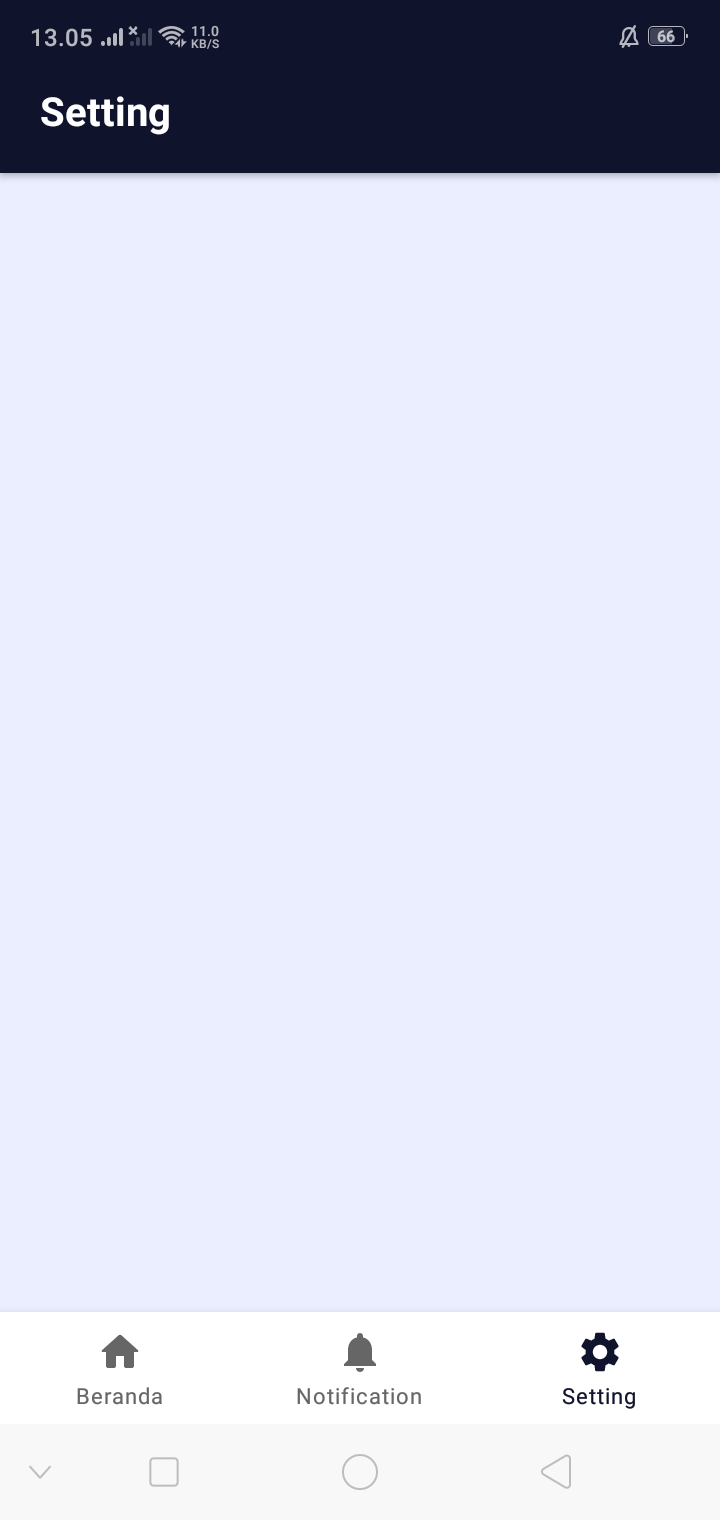 13.05 11.0 KB/S 66
Setting
Beranda Notification Setting